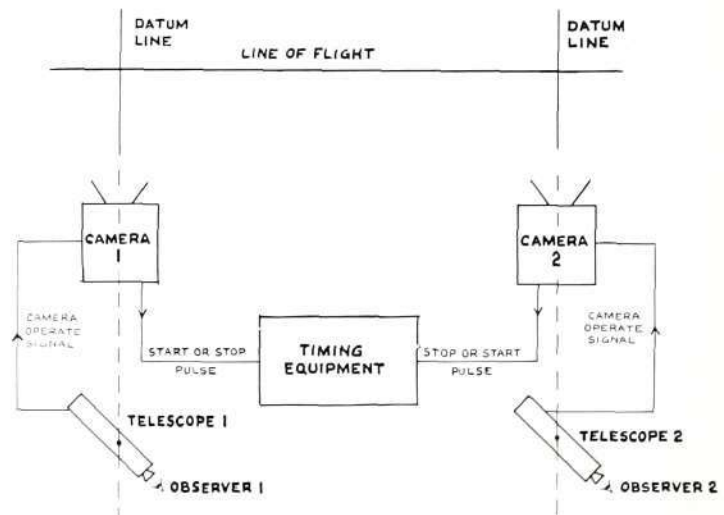 DATUM
LINE
LINE OF FLIGHT
DATUM
LINE
CAMERA
1
CAMERA
2
CAMERA
OPERATE
SIGNAL
START OR STOP
PULSE
TIMING
EQUIPMENT
STOP OR START
PULSE
CAMERA
OPERATE
SIGNAL
TELESCOPE 1
OBSERVER 1
TELESCOPE 2
OBSERVER 2